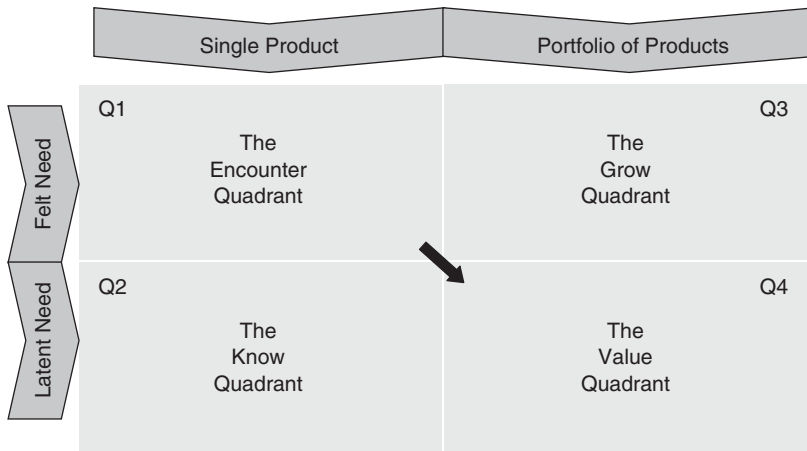 Single Product
Portfolio of Products
Felt Need
Latent Need
Q1
The
Encounter
Quadrant
Q3
The
Grow
Quadrant
Q2
The
Know
Quadrant
Q4
The
Value
Quadrant